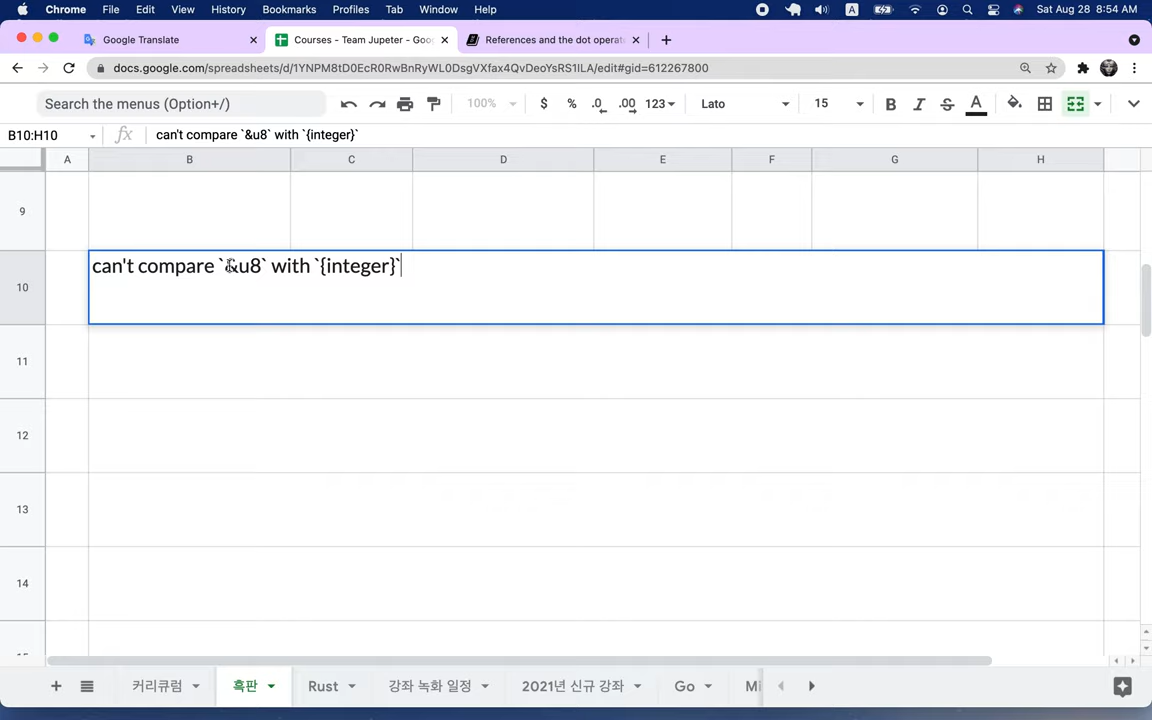 Chrome File Edit View History Bookmarks Profiles Tab Window Help A Sat Aug 28 8:54 AM
Google Translate Courses - Team Jupeter - Goo References and the dot operat
docs.google.com/spreadsheets/d/1YNPM8tD0EcR0RwBnRyWL0DsgVXfax4QvDeoYsRS1ILA/edit#gid=612267800
Search the menus (Option+/) 100% $ % .0 .00 123 Lato 15 B I S A
B10:H10 fx can't compare `&u8` with `{integer}`
A B C D E F G H
9
can't compare `&u8` with `{integer}`
10
11
12
13
14
15
커리큐럼 흑판 Rust 강좌 녹화 일정 2021년 신규 강좌 Go Mi